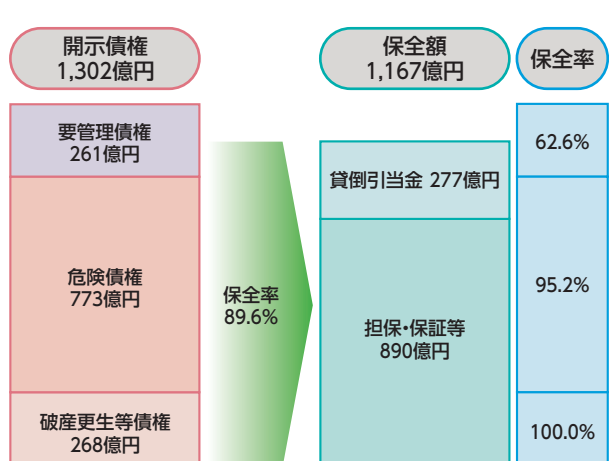 開示債権
1,302億円
保全額
1,167億円
保全率
要管理債権
261億円
危険債権
773億円
破産更生等債権
268億円
保全率
89.6%
貸倒引当金 277億円
担保・保証等
890億円
62.6%
95.2%
100.0%